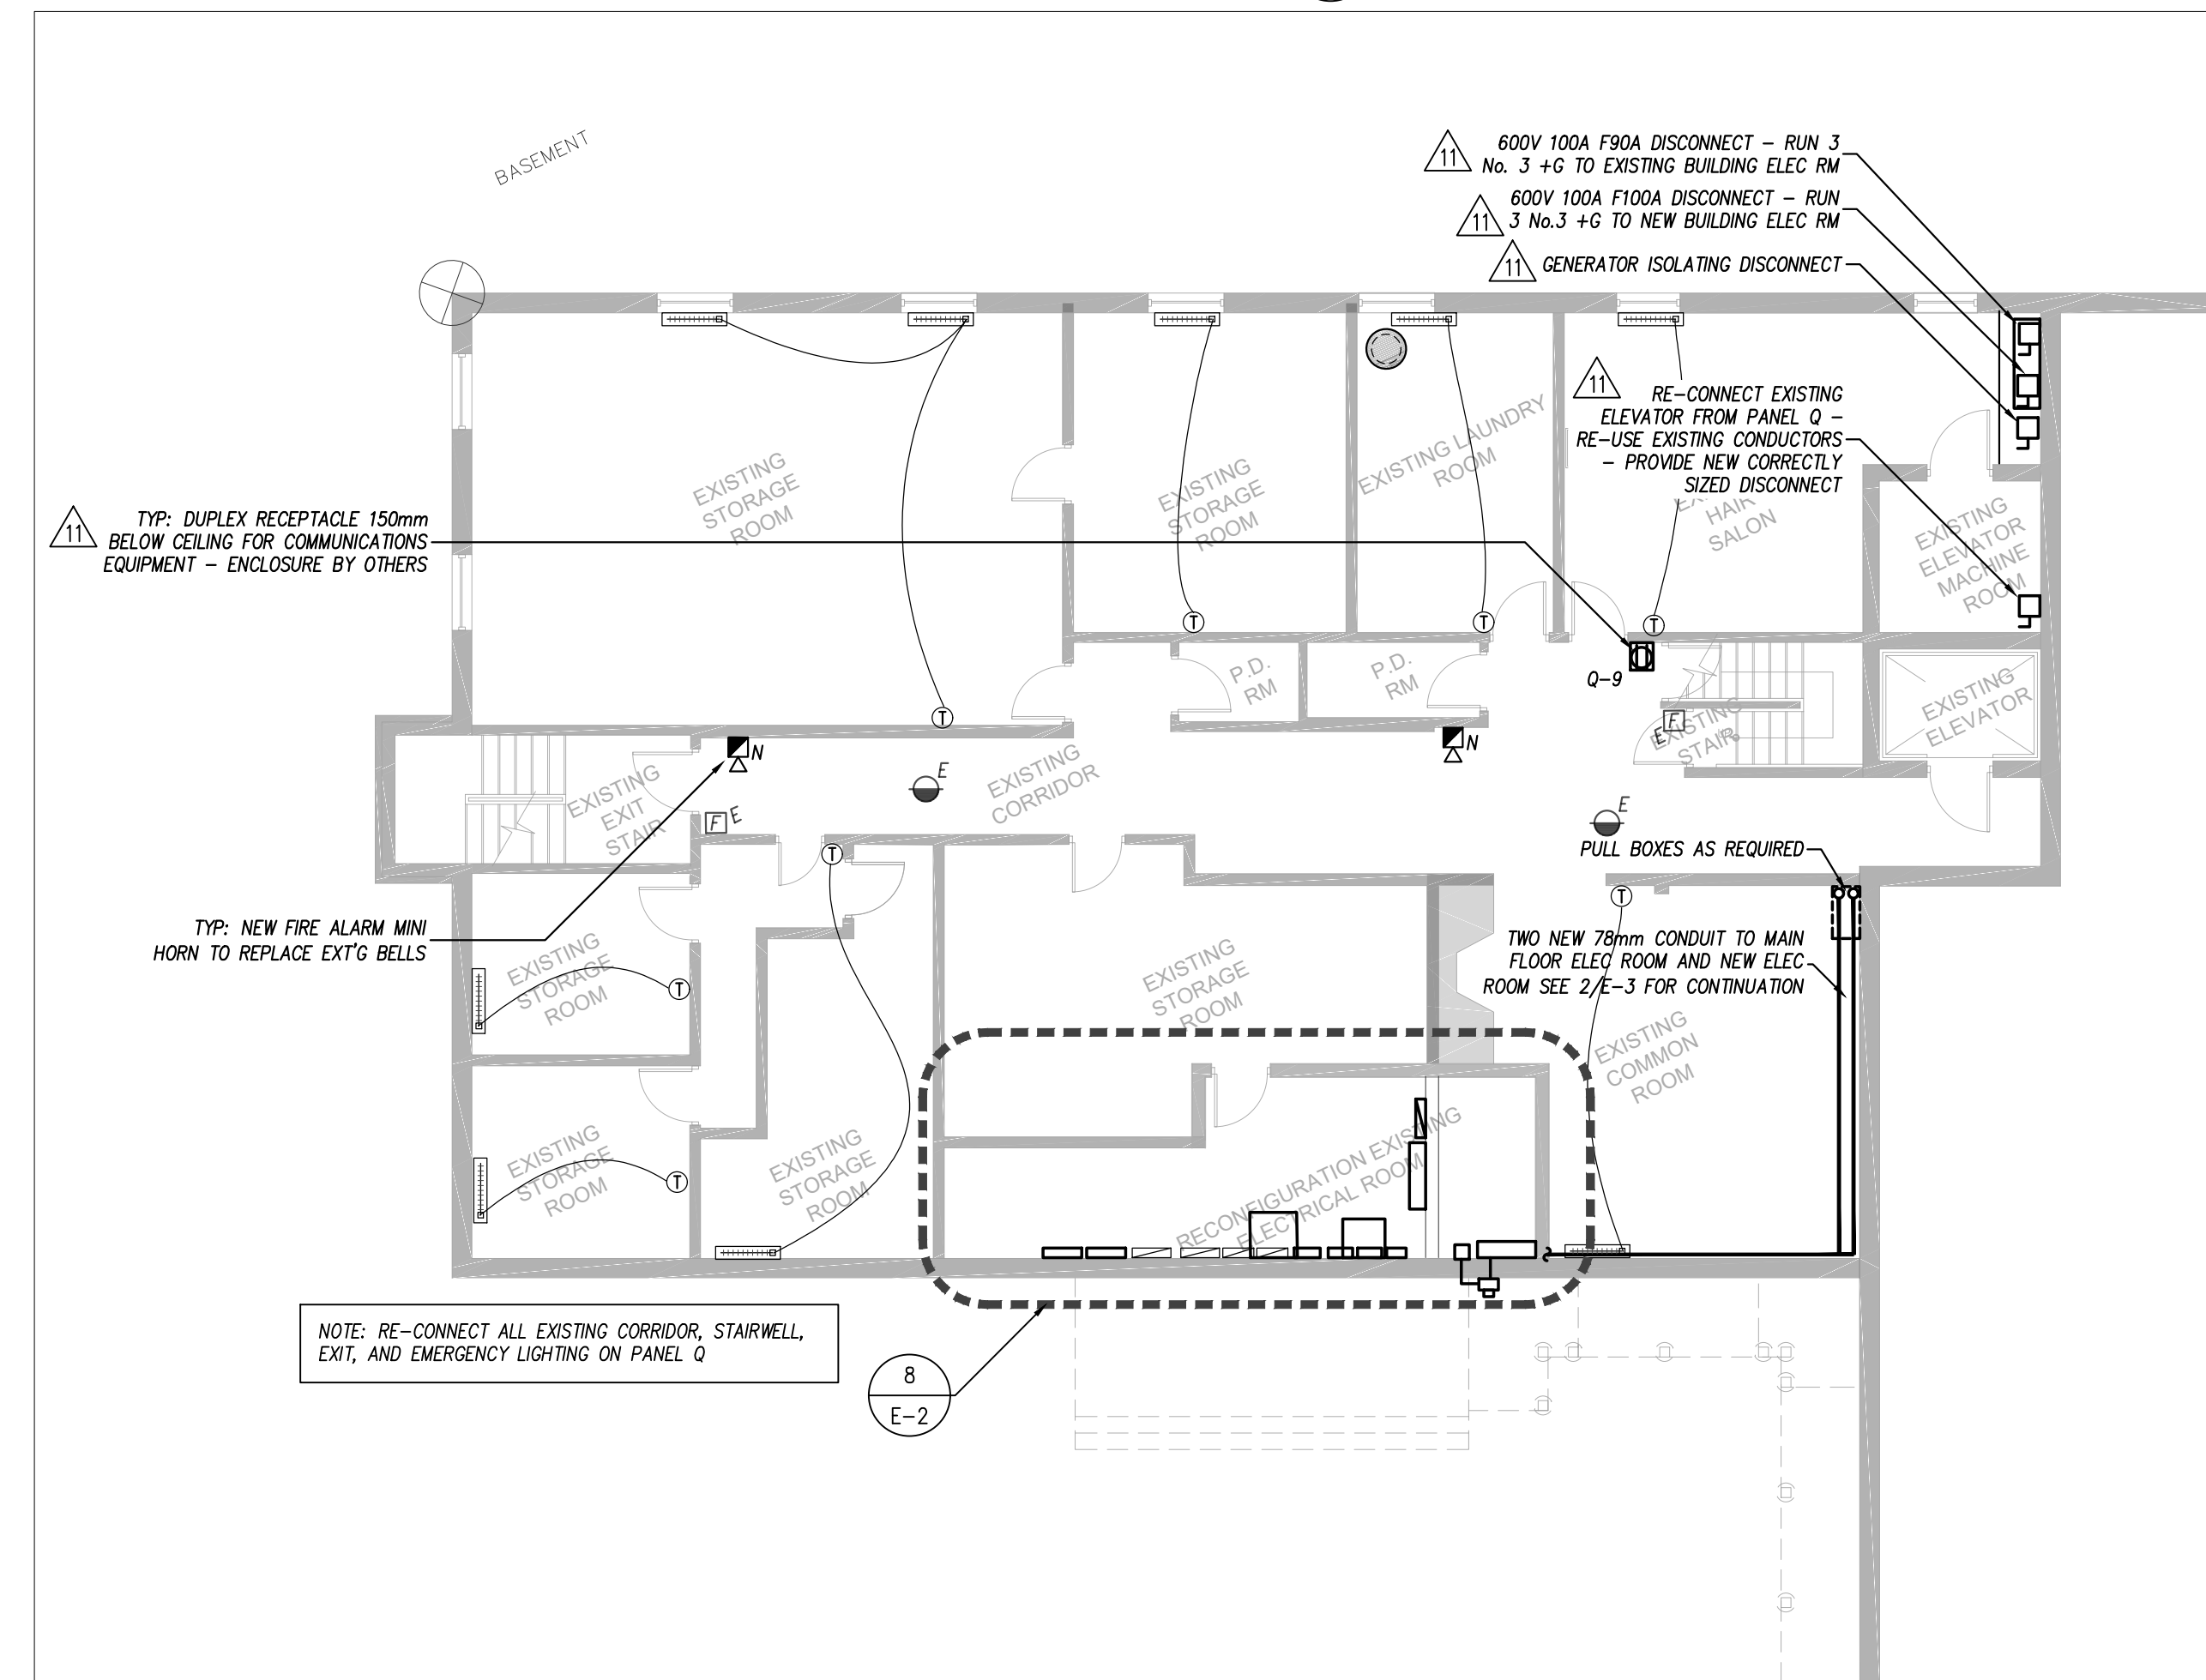 BASEMENT
11
600V 100A F90A DISCONNECT – RUN 3
No. 3 +G TO EXISTING BUILDING ELEC RM
11
600V 100A F100A DISCONNECT – RUN
3 No.3 +G TO NEW BUILDING ELEC RM
11
GENERATOR ISOLATING DISCONNECT
11
RE-CONNECT EXISTING
ELEVATOR FROM PANEL Q –
RE-USE EXISTING CONDUCTORS
– PROVIDE NEW CORRECTLY
SIZED DISCONNECT
EXISTING
STORAGE
ROOM
EXISTING
STORAGE
ROOM
EXISTING LAUNDRY
ROOM
HAIR
SALON
EXISTING
ELEVATOR
MACHINE
ROOM
11
TYP: DUPLEX RECEPTACLE 150mm
BELOW CEILING FOR COMMUNICATIONS
EQUIPMENT – ENCLOSURE BY OTHERS
T
T
T
T
P.D.
RM
P.D.
RM
Q-9
EXISTING
ELEVATOR
F
E
EXISTING
STAIR
N
N
E
EXISTING
CORRIDOR
EXISTING
EXIT
STAIR
F
E
E
T
PULL BOXES AS REQUIRED
T
TYP: NEW FIRE ALARM MINI
HORN TO REPLACE EXT'G BELLS
EXISTING
STORAGE
ROOM
T
EXISTING
STORAGE
ROOM
TWO NEW 78mm CONDUIT TO MAIN
FLOOR ELEC ROOM AND NEW ELEC
ROOM SEE 2/E-3 FOR CONTINUATION
EXISTING
COMMON
ROOM
EXISTING
STORAGE
ROOM
T
EXISTING
STORAGE
ROOM
RECONFIGURATION EXISTING
ELECTRICAL ROOM
NOTE: RE-CONNECT ALL EXISTING CORRIDOR, STAIRWELL,
EXIT, AND EMERGENCY LIGHTING ON PANEL Q
8
E-2
T